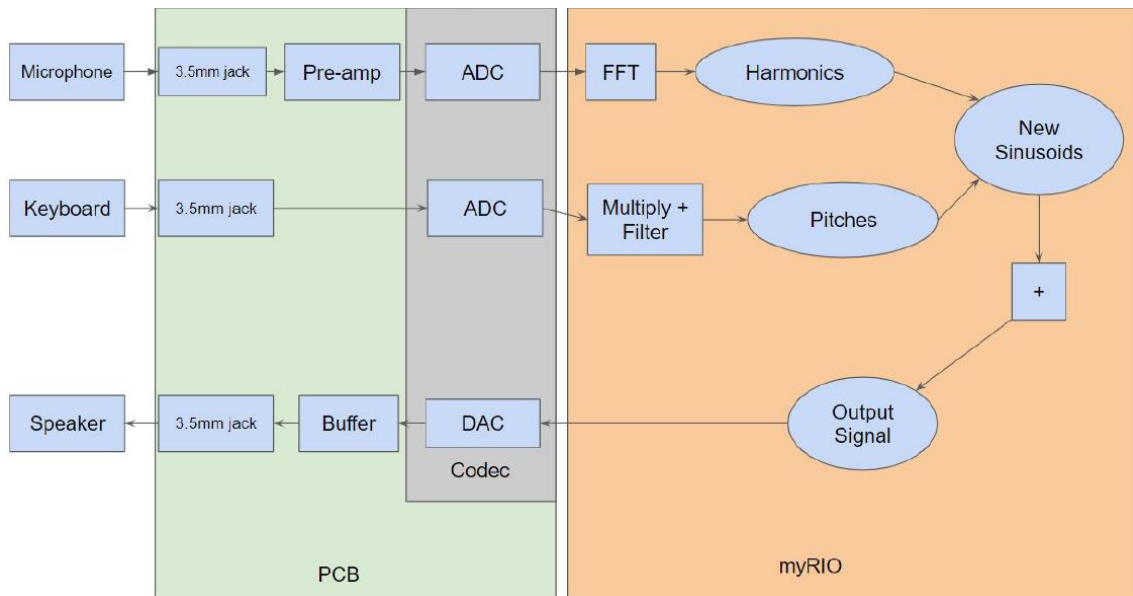 Microphone
3.5mm jack
Pre-amp
ADC
FFT
Harmonics
New
Sinusoids
Keyboard
3.5mm jack
ADC
Multiply +
Filter
Pitches
+
Speaker
3.5mm jack
Buffer
DAC
Output
Signal
Codec
PCB
myRIO